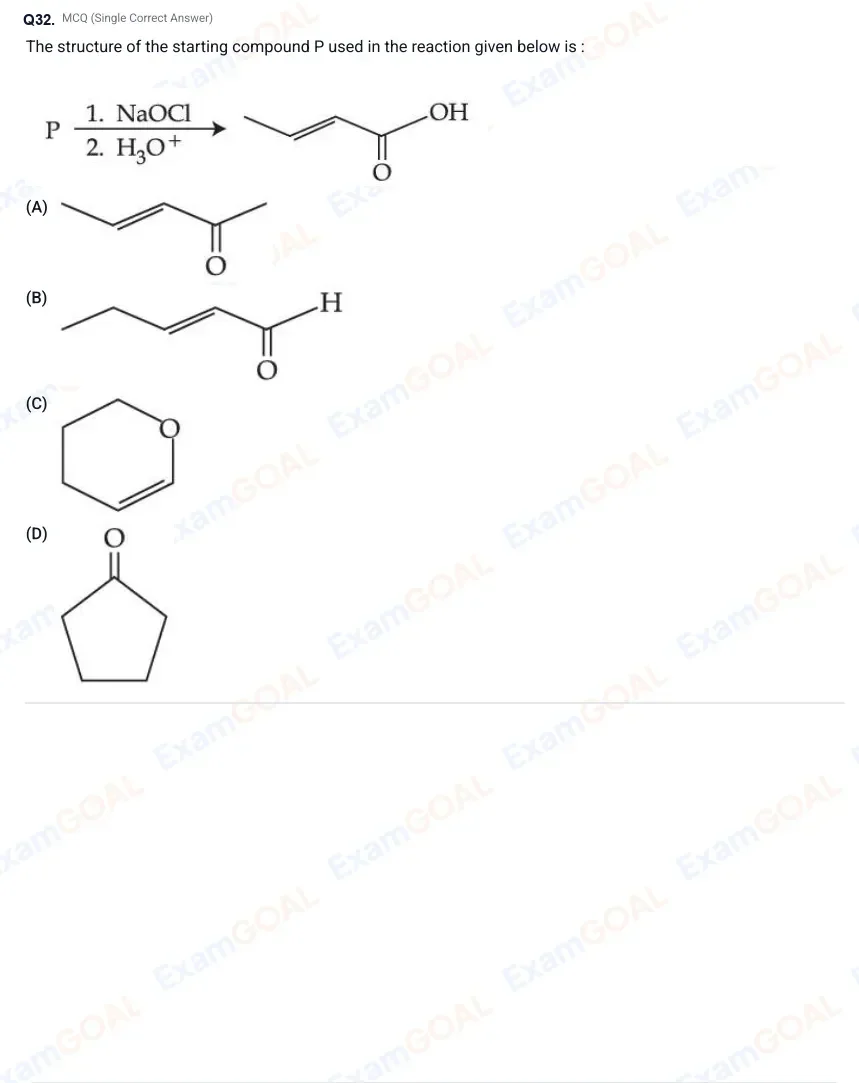 Q32. MCQ (Single Correct Answer)
The structure of the starting compound P used in the reaction given below is :
P
1. NaOCl
2. H₃O⁺
OH
O
(A)
O
(B)
H
O
(C)
O
(D)
O
ExamGOAL